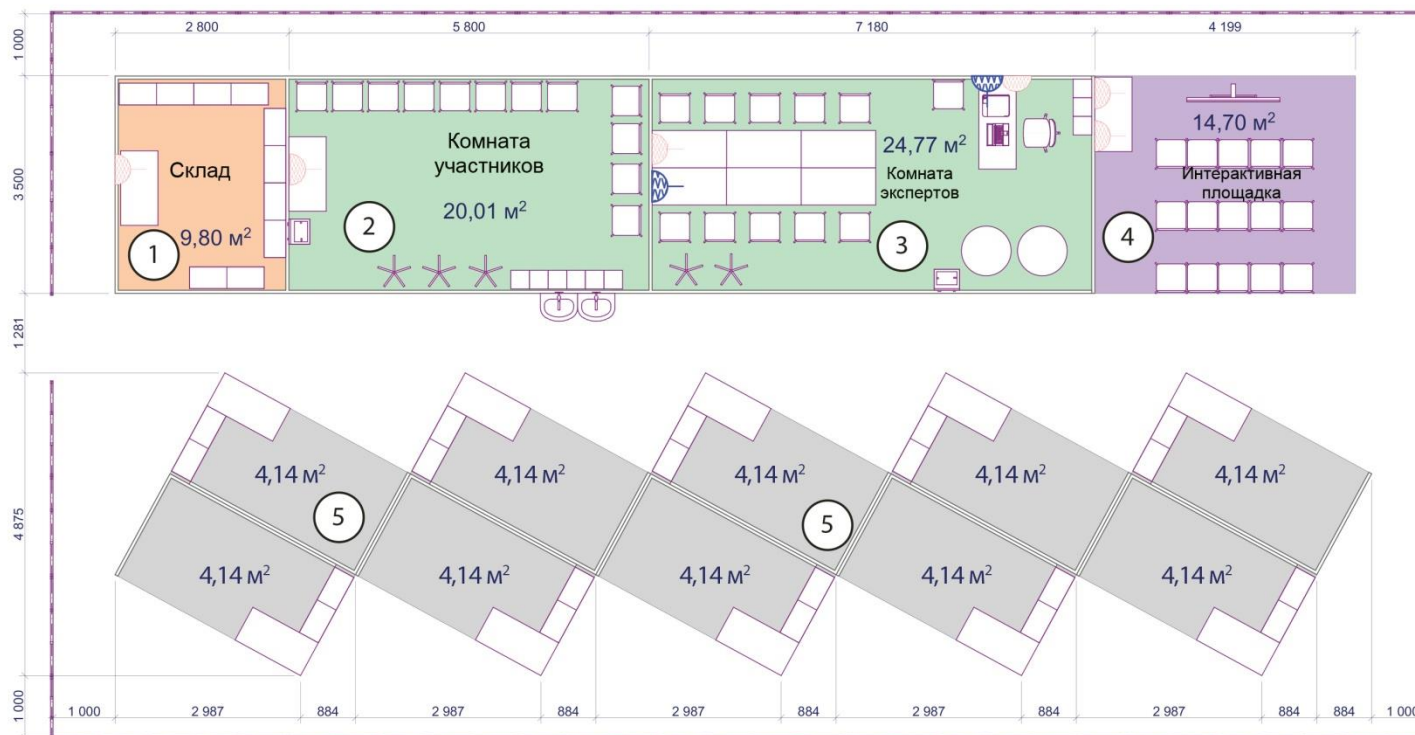 2 800
5 800
7 180
4 199
1 000
3 500
1 281
4 875
1 000
Склад
9,80 м²
1
Комната
участников
20,01 м²
2
24,77 м²
Комната
экспертов
3
14,70 м²
Интерактивная
площадка
4
4,14 м²
4,14 м²
4,14 м²
4,14 м²
4,14 м²
5
5
4,14 м²
4,14 м²
4,14 м²
4,14 м²
4,14 м²
1 000
2 987
884
2 987
884
2 987
884
2 987
884
2 987
884
884
1 000